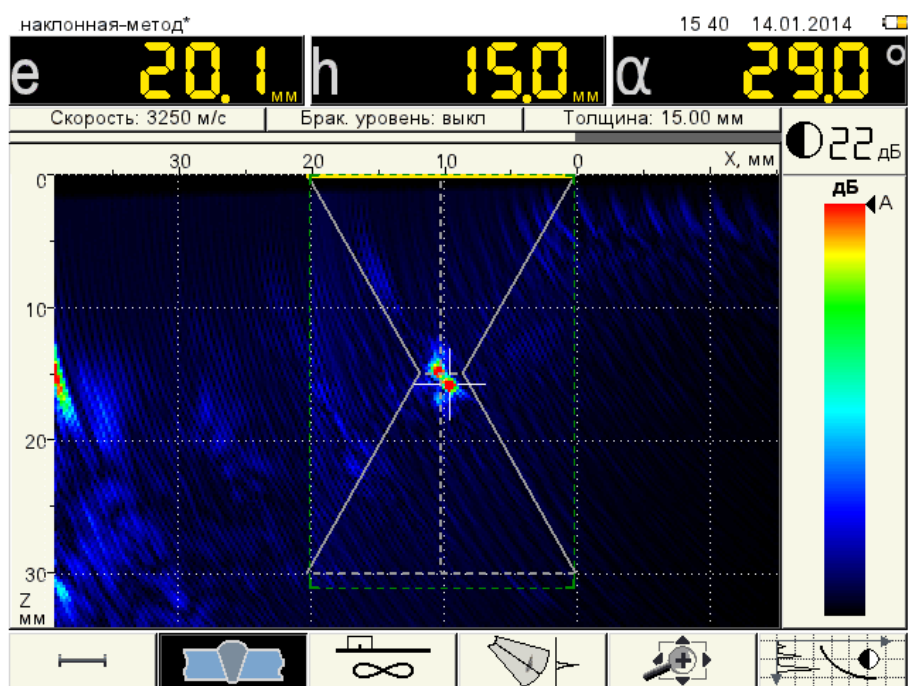 наклонная-метод* 15 40 14.01.2014
e 20.1 мм h 15.0 мм α 29.0 °
Скорость: 3250 м/с Брак. уровень: выкл Толщина: 15.00 мм
22 дБ
30 20 10 0 X, мм
дБ
A
0
10
20
30
Z
мм